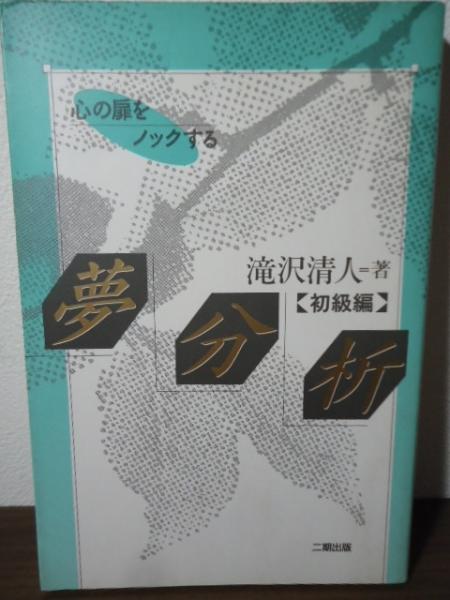 心の扉を
ノックする
夢分析
滝沢清人=著
【初級編】
二期出版